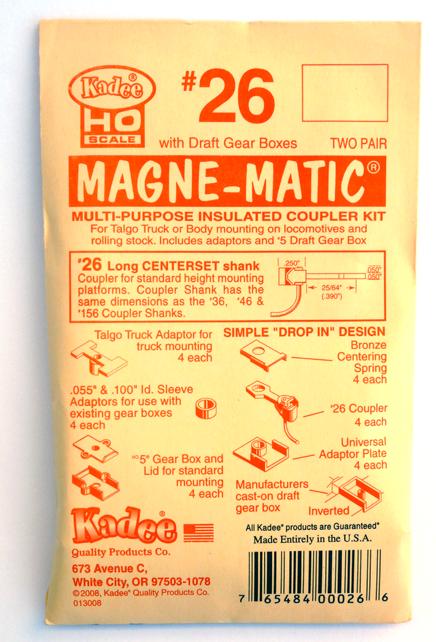 Kadee®
HO
SCALE
#26
with Draft Gear Boxes
TWO PAIR
MAGNE-MATIC®
MULTI-PURPOSE INSULATED COUPLER KIT
For Talgo Truck or Body mounting on locomotives and
rolling stock. Includes adaptors and #5 Draft Gear Box
#26 Long CENTERSET shank
Coupler for standard height mounting
platforms. Coupler Shank has the
same dimensions as the #36, #46 &
#156 Coupler Shanks.
.250"
.050"
.050"
25/64"
(.390")
Talgo Truck Adaptor for
truck mounting
4 each
.055" & .100" Id. Sleeve
Adaptors for use with
existing gear boxes
4 each
HO5® Gear Box and
Lid for standard
mounting
4 each
SIMPLE "DROP IN" DESIGN
Bronze
Centering
Spring
4 each
#26 Coupler
4 each
Universal
Adaptor Plate
4 each
Manufacturers
cast-on draft
gear box
Inverted
Kadee®
Quality Products Co.
673 Avenue C,
White City, OR 97503-1078
©2008, Kadee® Quality Products Co.
013008
All Kadee® products are Guaranteed*
Made Entirely in the U.S.A.
7 65484 00026 6